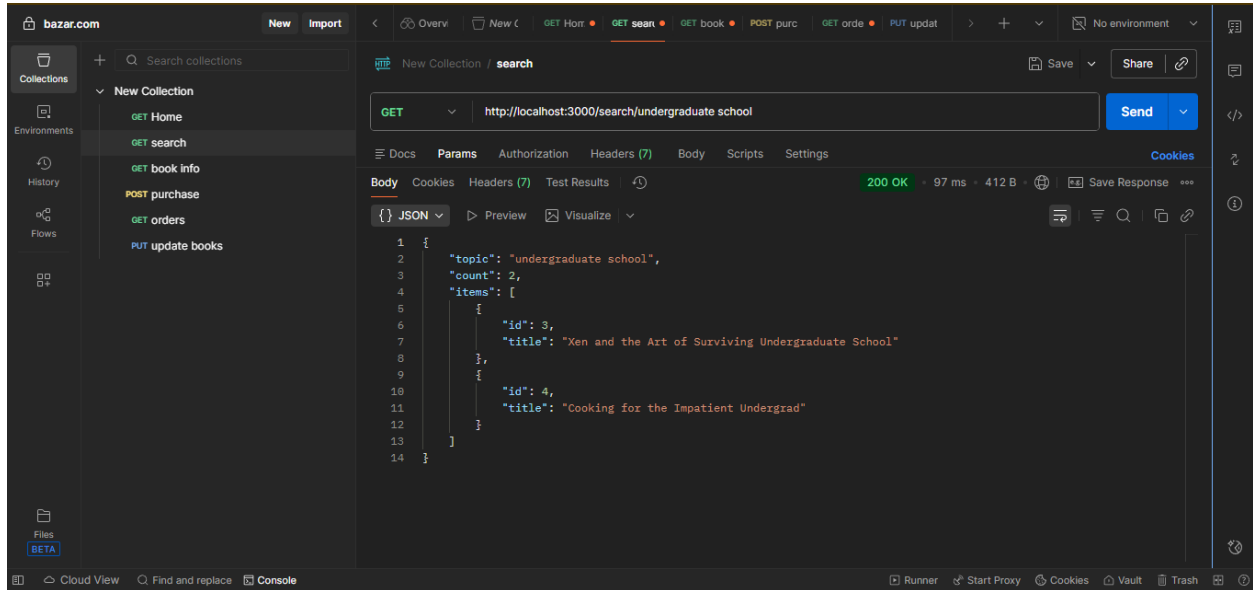 bazar.com New Import
Overvi New ( GET Hom GET searc GET book POST purc GET orde PUT updat No environment
Collections
Search collections
New Collection / search Save Share
New Collection
GET Home
GET search
GET book info
POST purchase
GET orders
PUT update books
Environments
History
Flows
Files
BETA
GET http://localhost:3000/search/undergraduate school Send
Docs Params Authorization Headers (7) Body Scripts Settings Cookies
Body Cookies Headers (7) Test Results 200 OK 97 ms 412 B Save Response
{} JSON Preview Visualize
1 {
2 "topic": "undergraduate school",
3 "count": 2,
4 "items": [
5 {
6 "id": 3,
7 "title": "Xen and the Art of Surviving Undergraduate School"
8 },
9 {
10 "id": 4,
11 "title": "Cooking for the Impatient Undergrad"
12 }
13 ]
14 }
Cloud View Find and replace Console Runner Start Proxy Cookies Vault Trash